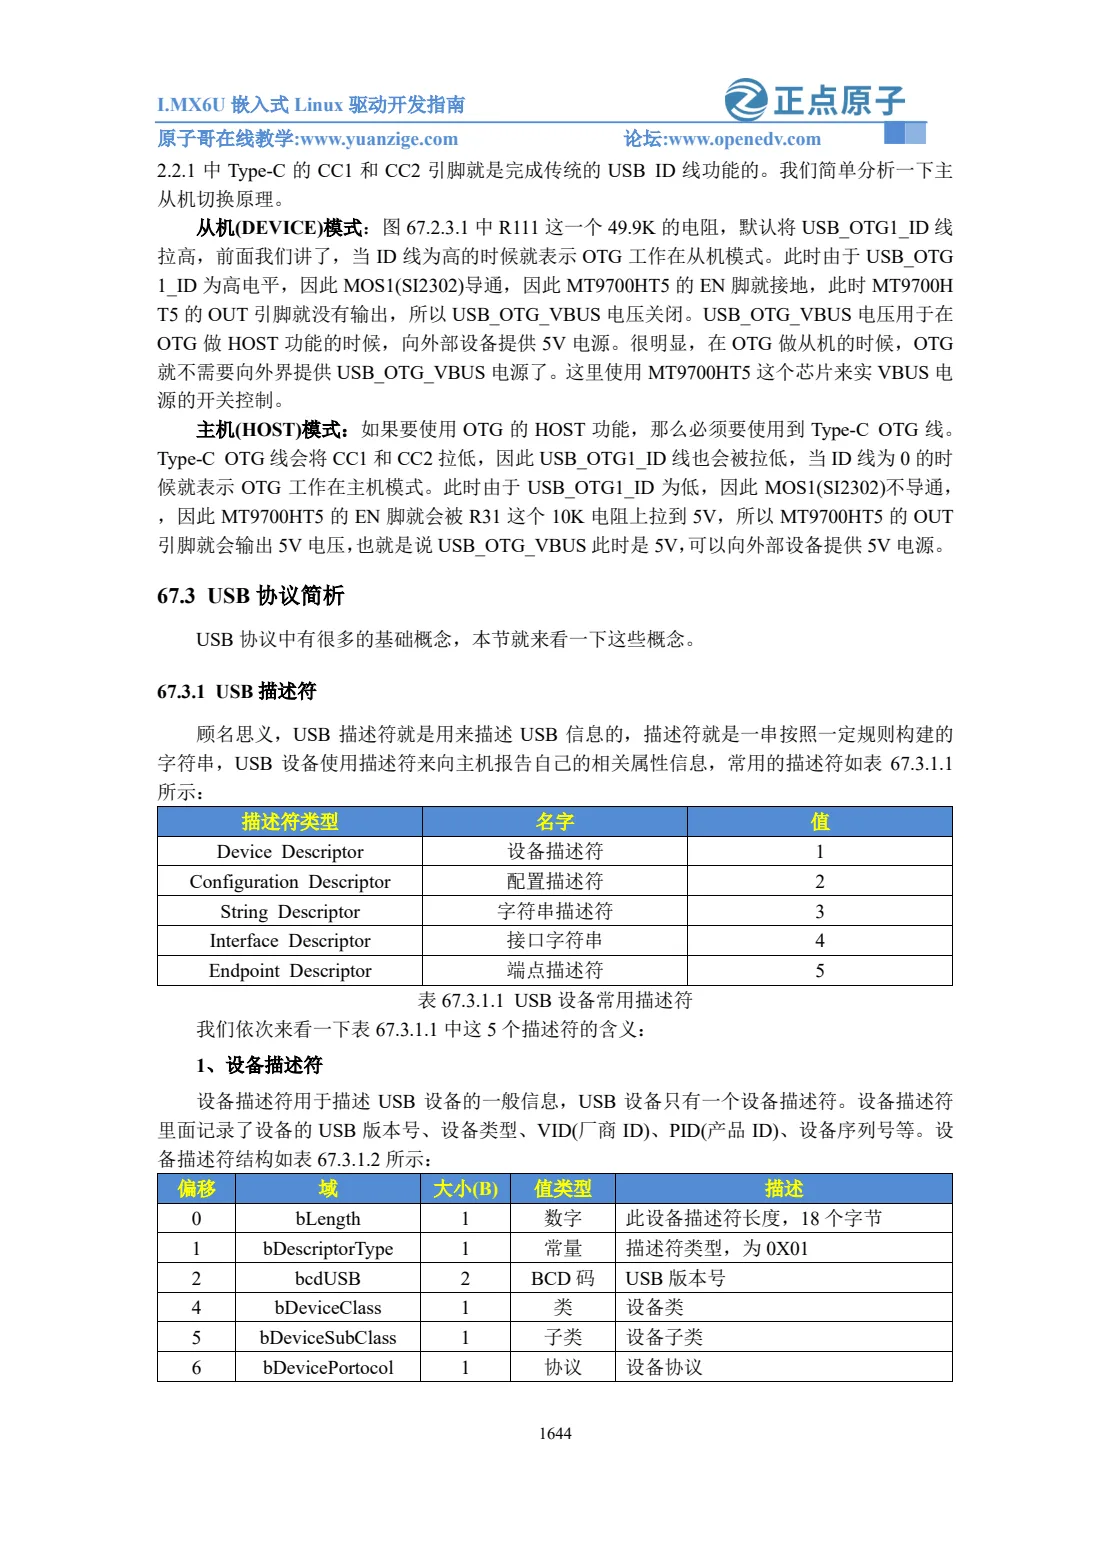 I.MX6U 嵌入式 Linux 驱动开发指南
正点原子
原子哥在线教学:www.yuanzige.com 论坛:www.openedv.com
2.2.1 中 Type-C 的 CC1 和 CC2 引脚就是完成传统的 USB ID 线功能的。我们简单分析一下主
从机切换原理。
从机(DEVICE)模式：图 67.2.3.1 中 R111 这一个 49.9K 的电阻，默认将 USB_OTG1_ID 线
拉高，前面我们讲了，当 ID 线为高的时候就表示 OTG 工作在从机模式。此时由于 USB_OTG
1_ID 为高电平，因此 MOS1(SI2302)导通，因此 MT9700HT5 的 EN 脚就接地，此时 MT9700H
T5 的 OUT 引脚就没有输出，所以 USB_OTG_VBUS 电压关闭。USB_OTG_VBUS 电压用于在
OTG 做 HOST 功能的时候，向外部设备提供 5V 电源。很明显，在 OTG 做从机的时候，OTG
就不需要向外界提供 USB_OTG_VBUS 电源了。这里使用 MT9700HT5 这个芯片来实 VBUS 电
源的开关控制。
主机(HOST)模式：如果要使用 OTG 的 HOST 功能，那么必须要使用到 Type-C OTG 线。
Type-C OTG 线会将 CC1 和 CC2 拉低，因此 USB_OTG1_ID 线也会被拉低，当 ID 线为 0 的时
候就表示 OTG 工作在主机模式。此时由于 USB_OTG1_ID 为低，因此 MOS1(SI2302)不导通，
，因此 MT9700HT5 的 EN 脚就会被 R31 这个 10K 电阻上拉到 5V，所以 MT9700HT5 的 OUT
引脚就会输出 5V 电压，也就是说 USB_OTG_VBUS 此时是 5V，可以向外部设备提供 5V 电源。
67.3 USB 协议简析
USB 协议中有很多的基础概念，本节就来看一下这些概念。
67.3.1 USB 描述符
顾名思义，USB 描述符就是用来描述 USB 信息的，描述符就是一串按照一定规则构建的
字符串，USB 设备使用描述符来向主机报告自己的相关属性信息，常用的描述符如表 67.3.1.1
所示：
描述符类型 名字 值
Device Descriptor 设备描述符 1
Configuration Descriptor 配置描述符 2
String Descriptor 字符串描述符 3
Interface Descriptor 接口字符串 4
Endpoint Descriptor 端点描述符 5
表 67.3.1.1 USB 设备常用描述符
我们依次来看一下表 67.3.1.1 中这 5 个描述符的含义：
1、设备描述符
设备描述符用于描述 USB 设备的一般信息，USB 设备只有一个设备描述符。设备描述符
里面记录了设备的 USB 版本号、设备类型、VID(厂商 ID)、PID(产品 ID)、设备序列号等。设
备描述符结构如表 67.3.1.2 所示：
偏移 域 大小(B) 值类型 描述
0 bLength 1 数字 此设备描述符长度，18 个字节
1 bDescriptorType 1 常量 描述符类型，为 0X01
2 bcdUSB 2 BCD 码 USB 版本号
4 bDeviceClass 1 类 设备类
5 bDeviceSubClass 1 子类 设备子类
6 bDevicePortocol 1 协议 设备协议
1644